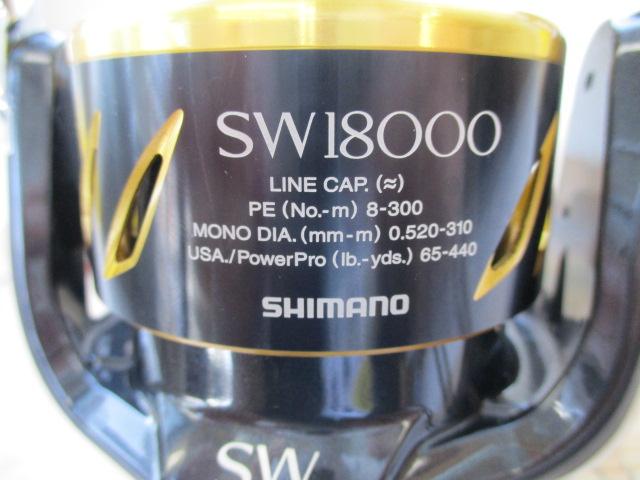 SW18000
LINE CAP. (≈)
PE (No.-m) 8-300
MONO DIA. (mm-m) 0.520-310
USA./PowerPro (lb.-yds.) 65-440
SHIMANO
SW